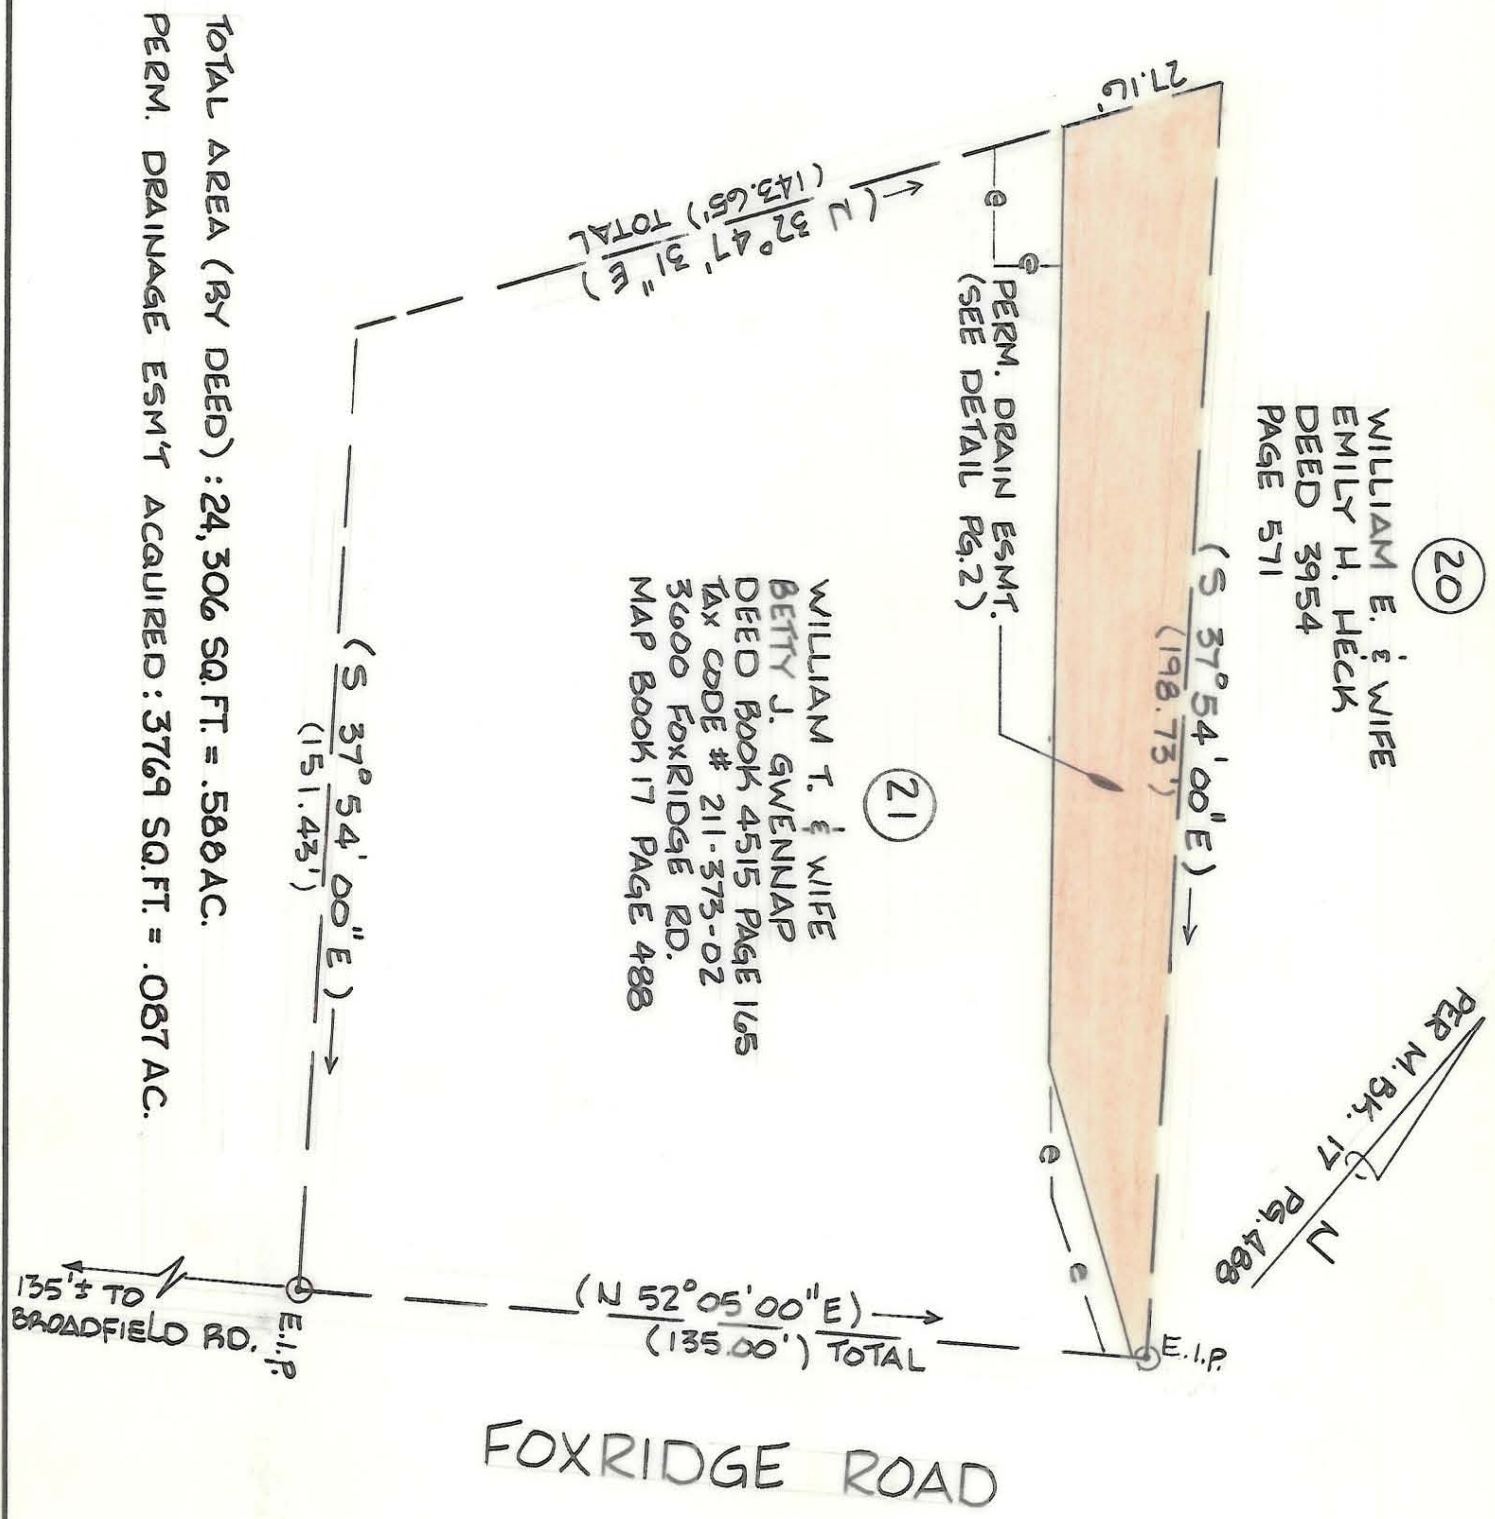 20
WILLIAM E. & WIFE
EMILY H. HECK
DEED 3954
PAGE 571
PER M. BK. 17 PG. 488
N
(S 37° 54' 00" E)
(198.73')
27.16'
PERM. DRAIN ESMT.
(SEE DETAIL PG. 2)
e
e
e
e
(N 32° 47' 31" E)
(143.65') TOTAL
21
WILLIAM T. & WIFE
BETTY J. GWENNAP
DEED BOOK 4515 PAGE 165
TAX CODE # 211-373-02
3600 FOXRIDGE RD.
MAP BOOK 17 PAGE 488
(S 37° 54' 00" E)
(151.43')
TOTAL AREA (BY DEED) : 24,306 SQ.FT. = .588 AC.
PERM. DRAINAGE ESM'T ACQUIRED : 3769 SQ.FT. = .087 AC.
135'± TO
BROADFIELD RD.
E.I.P.
(N 52° 05' 00" E)
(135.00') TOTAL
E.I.P.
FOXRIDGE ROAD